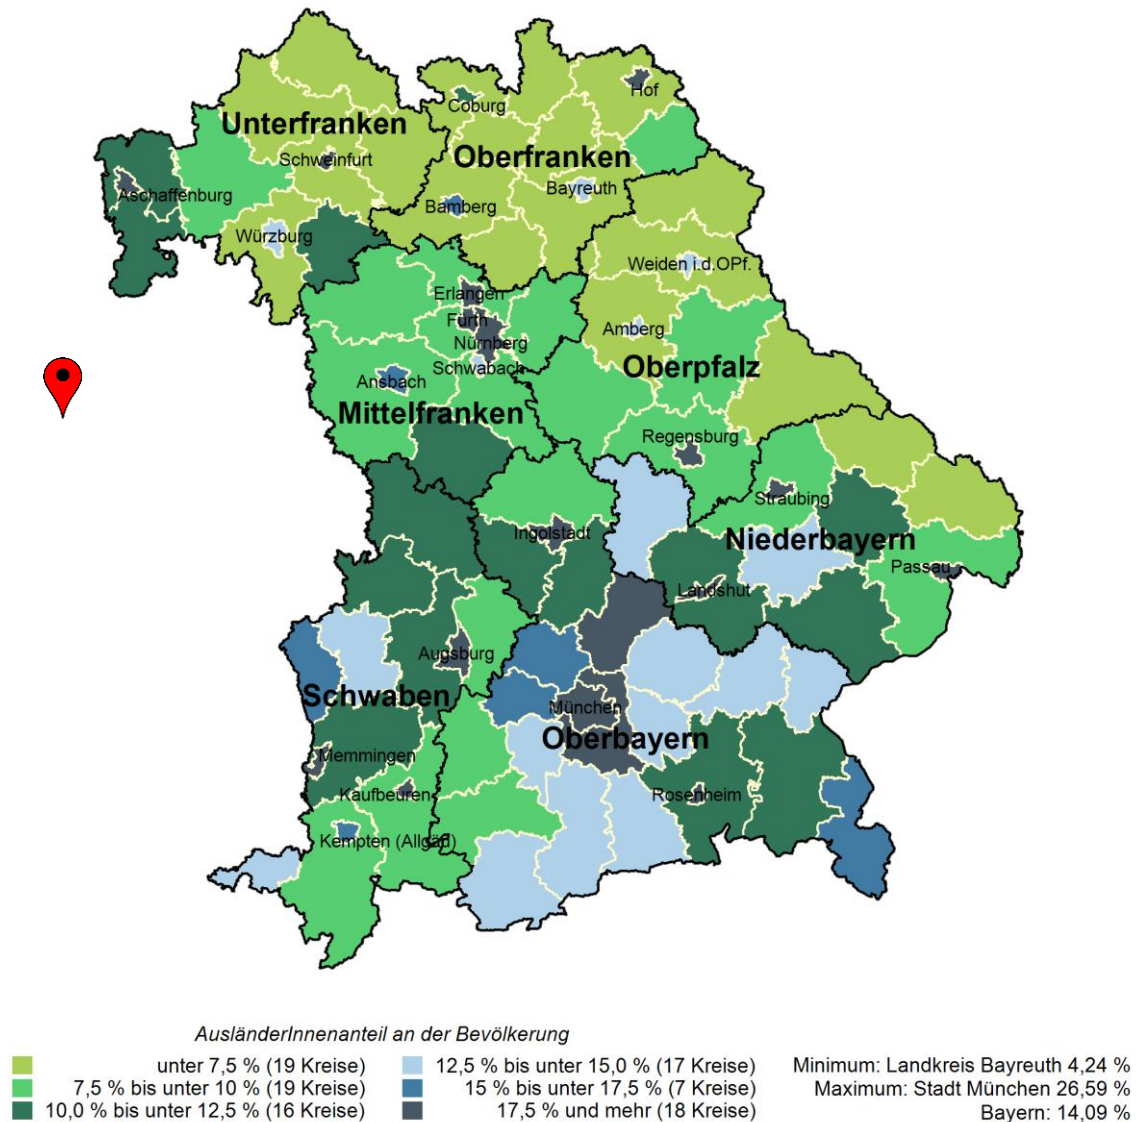 Unterfranken
Coburg
Hof
Schweinfurt
Oberfranken
Aschaffenburg
Bayreuth
Bamberg
Würzburg
Weiden i.d.OPf.
Erlangen
Fürth
Amberg
Nürnberg
Schwabach
Oberpfalz
Ansbach
Mittelfranken
Regensburg
Straubing
Ingolstadt
Niederbayern
Passau
Landshut
Augsburg
Schwaben
München
Oberbayern
Memmingen
Kaufbeuren
Rosenheim
Kempten (Allgäu)
AusländerInnenanteil an der Bevölkerung
unter 7,5 % (19 Kreise)
7,5 % bis unter 10 % (19 Kreise)
10,0 % bis unter 12,5 % (16 Kreise)
12,5 % bis unter 15,0 % (17 Kreise)
15 % bis unter 17,5 % (7 Kreise)
17,5 % und mehr (18 Kreise)
Minimum: Landkreis Bayreuth 4,24 %
Maximum: Stadt München 26,59 %
Bayern: 14,09 %